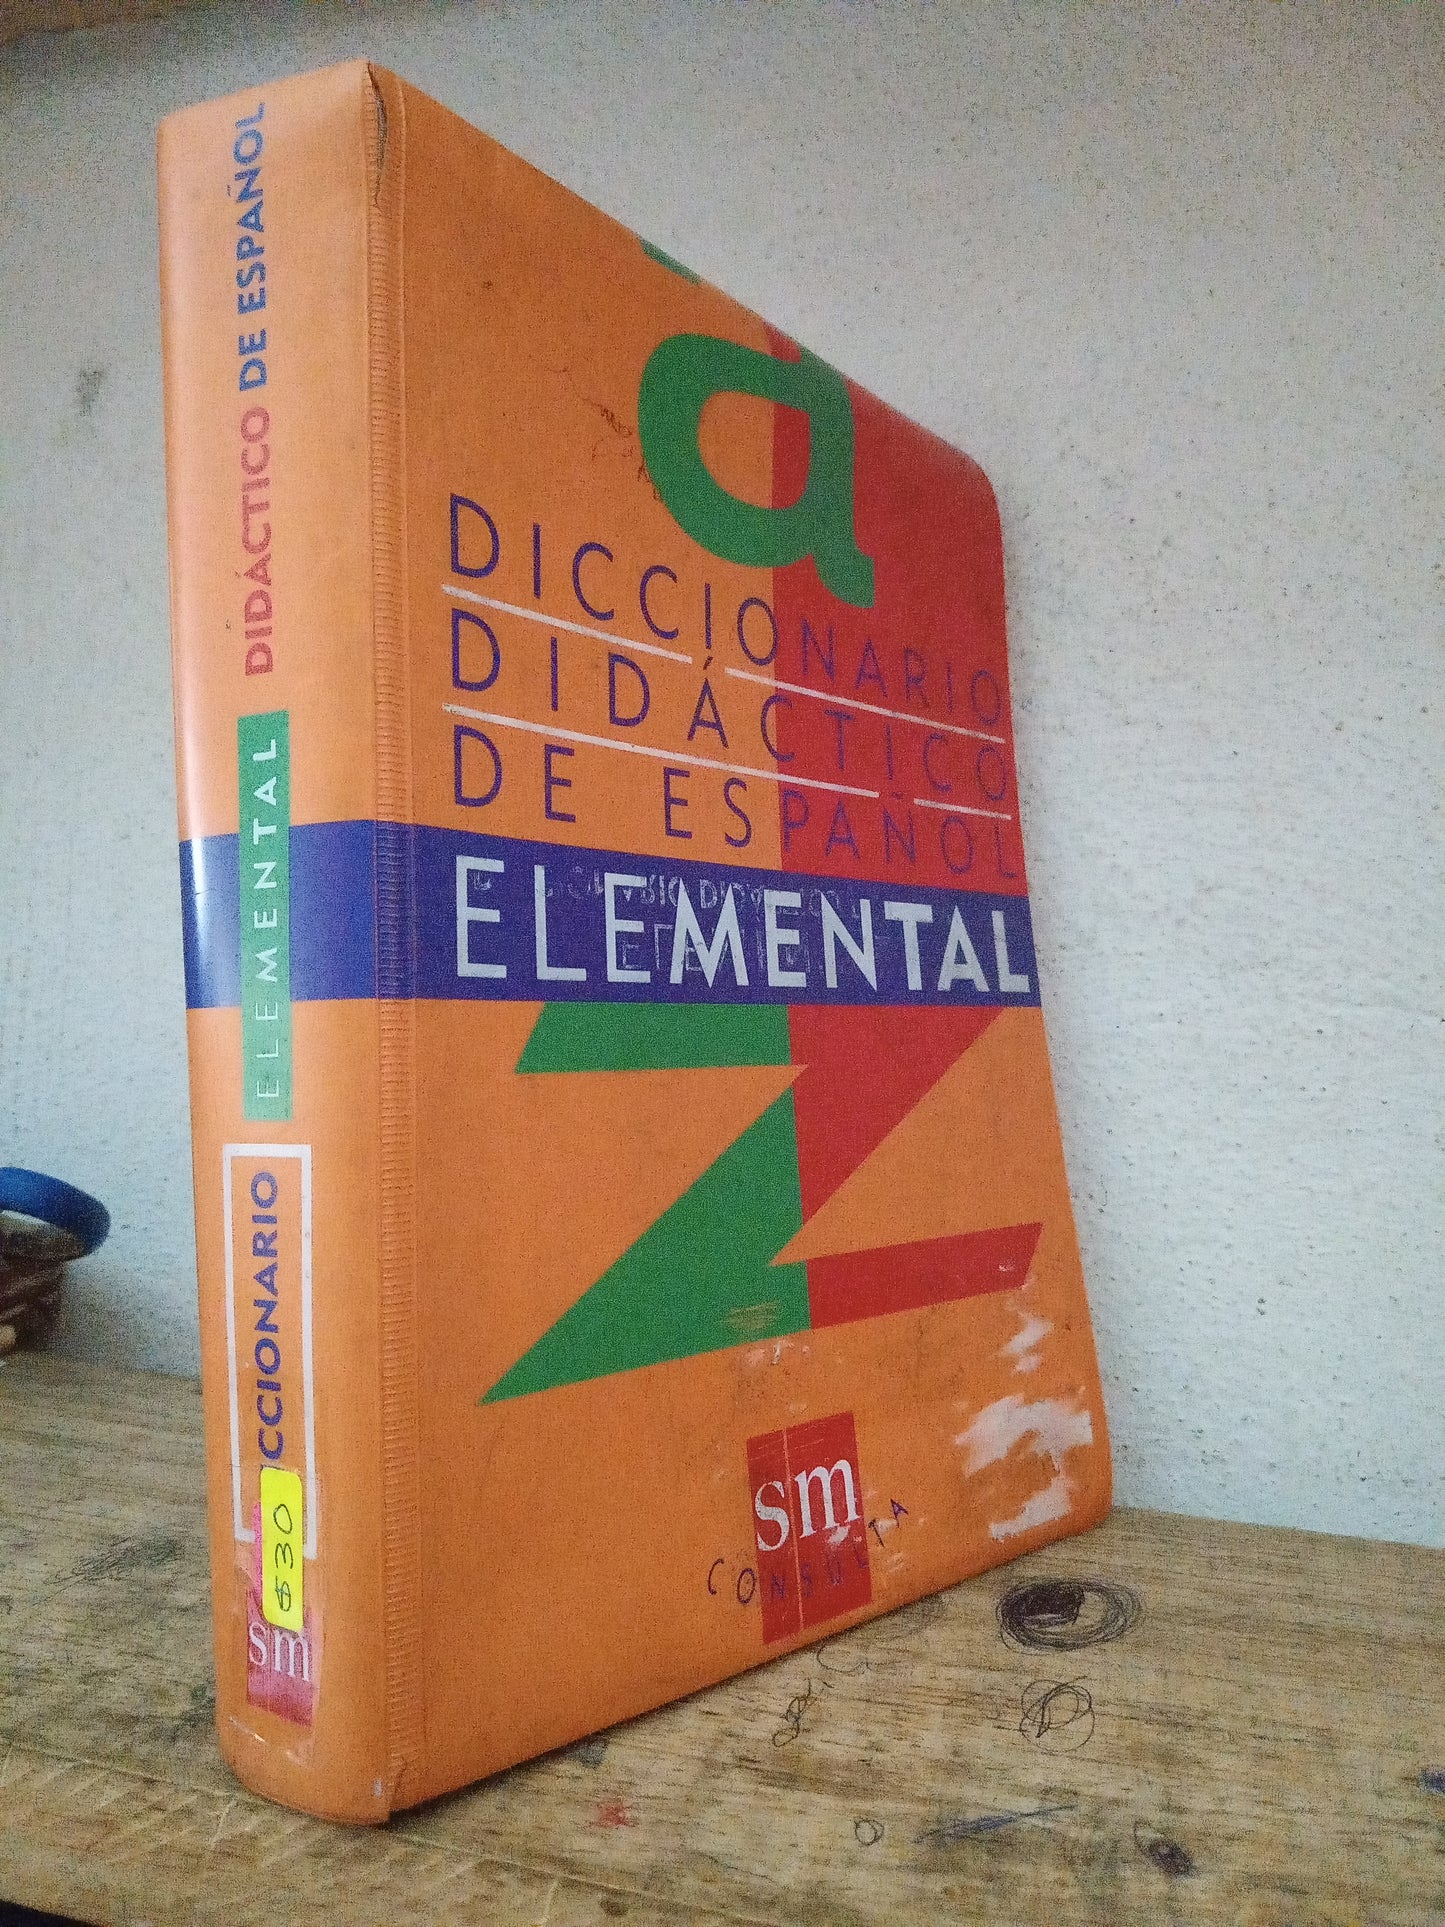 DIDÁCTICO DE ESPAÑOL
ELEMENTAL
CCIONARIO
$30
sm
a
DICCIONARIO
DIDÁCTICO
DE ESPAÑOL
ELEMENTAL
Z
sm
CONSULTA